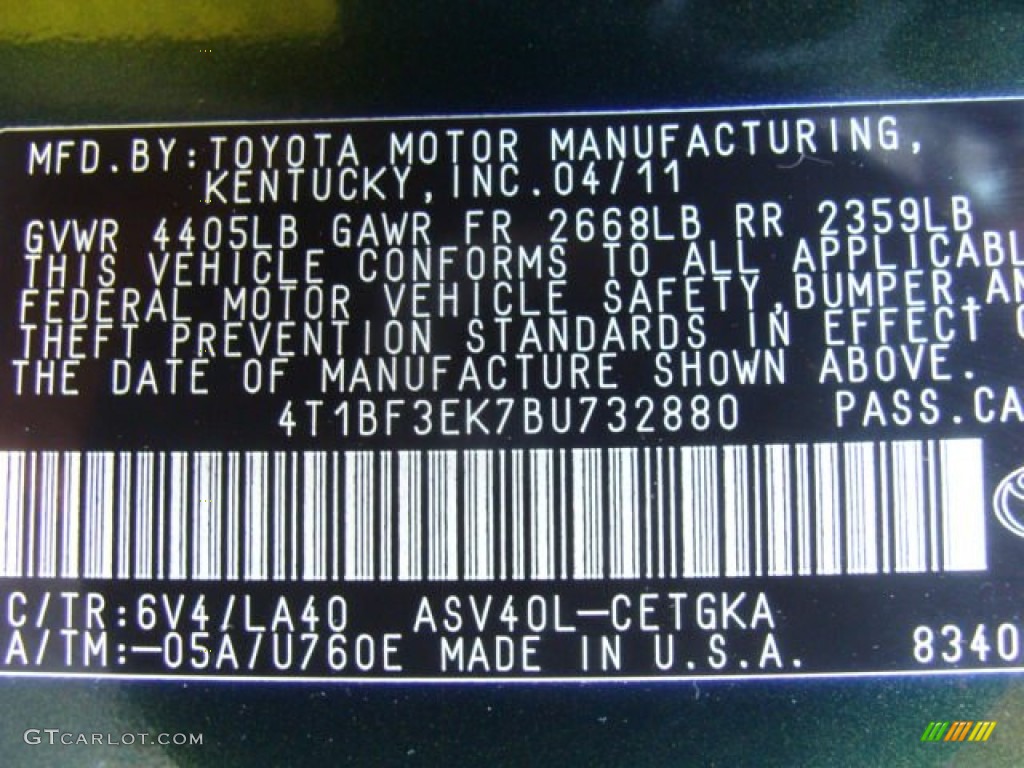 MFD.BY:TOYOTA MOTOR MANUFACTURING,
KENTUCKY,INC.04/11
GVWR 4405LB GAWR FR 2668LB RR 2359LB
THIS VEHICLE CONFORMS TO ALL APPLICABL
FEDERAL MOTOR VEHICLE SAFETY,BUMPER,AN
THEFT PREVENTION STANDARDS IN EFFECT
THE DATE OF MANUFACTURE SHOWN ABOVE.
4T1BF3EK7BU732880 PASS.CA
C/TR:6V4/LA40 ASV40L-CETGKA
A/TM:-05A/U760E MADE IN U.S.A. 8340
GTCARLOT.COM